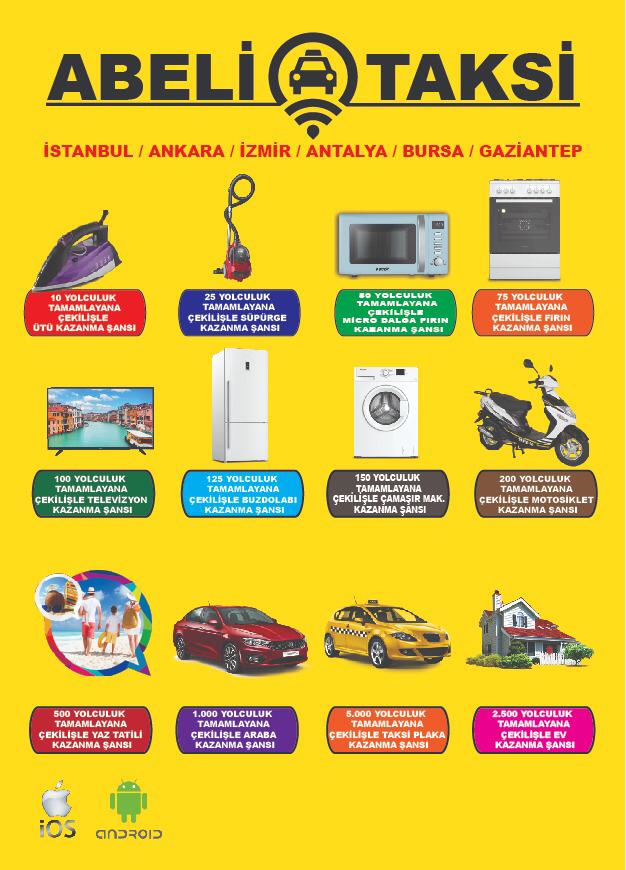 ABELİ TAKSİ
İSTANBUL / ANKARA / İZMİR / ANTALYA / BURSA / GAZİANTEP
10 YOLCULUK
TAMAMLAYANA
ÇEKİLİŞLE
ÜTÜ KAZANMA ŞANSI
25 YOLCULUK
TAMAMLAYANA
ÇEKİLİŞLE SÜPÜRGE
KAZANMA ŞANSI
50 YOLCULUK
TAMAMLAYANA
ÇEKİLİŞLE
MİCRO DALGA FIRIN
KAZANMA ŞANSI
75 YOLCULUK
TAMAMLAYANA
ÇEKİLİŞLE FIRIN
KAZANMA ŞANSI
100 YOLCULUK
TAMAMLAYANA
ÇEKİLİŞLE TELEVİZYON
KAZANMA ŞANSI
125 YOLCULUK
TAMAMLAYANA
ÇEKİLİŞLE BUZDOLABI
KAZANMA ŞANSI
150 YOLCULUK
TAMAMLAYANA
ÇEKİLİŞLE ÇAMAŞIR MAK.
KAZANMA ŞANSI
200 YOLCULUK
TAMAMLAYANA
ÇEKİLİŞLE MOTOSİKLET
KAZANMA ŞANSI
500 YOLCULUK
TAMAMLAYANA
ÇEKİLİŞLE YAZ TATİLİ
KAZANMA ŞANSI
1.000 YOLCULUK
TAMAMLAYANA
ÇEKİLİŞLE ARABA
KAZANMA ŞANSI
5.000 YOLCULUK
TAMAMLAYANA
ÇEKİLİŞLE TAKSİ PLAKA
KAZANMA ŞANSI
2.500 YOLCULUK
TAMAMLAYANA
ÇEKİLİŞLE EV
KAZANMA ŞANSI
iOS
ANDROID